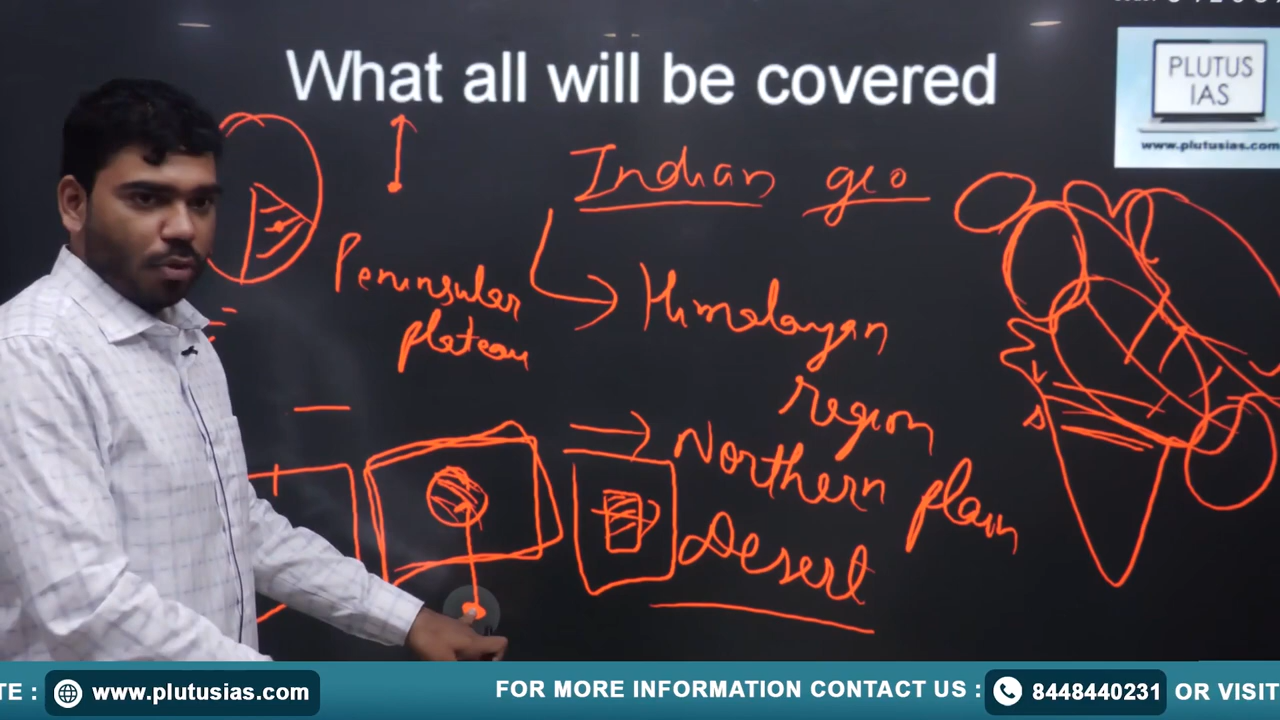 What all will be covered
PLUTUS
IAS
www.plutusias.com
Indian geo
Peninsular
plateau
Himalayan
region
Northern plain
Desert
TE :
www.plutusias.com
FOR MORE INFORMATION CONTACT US :
8448440231
OR VISIT